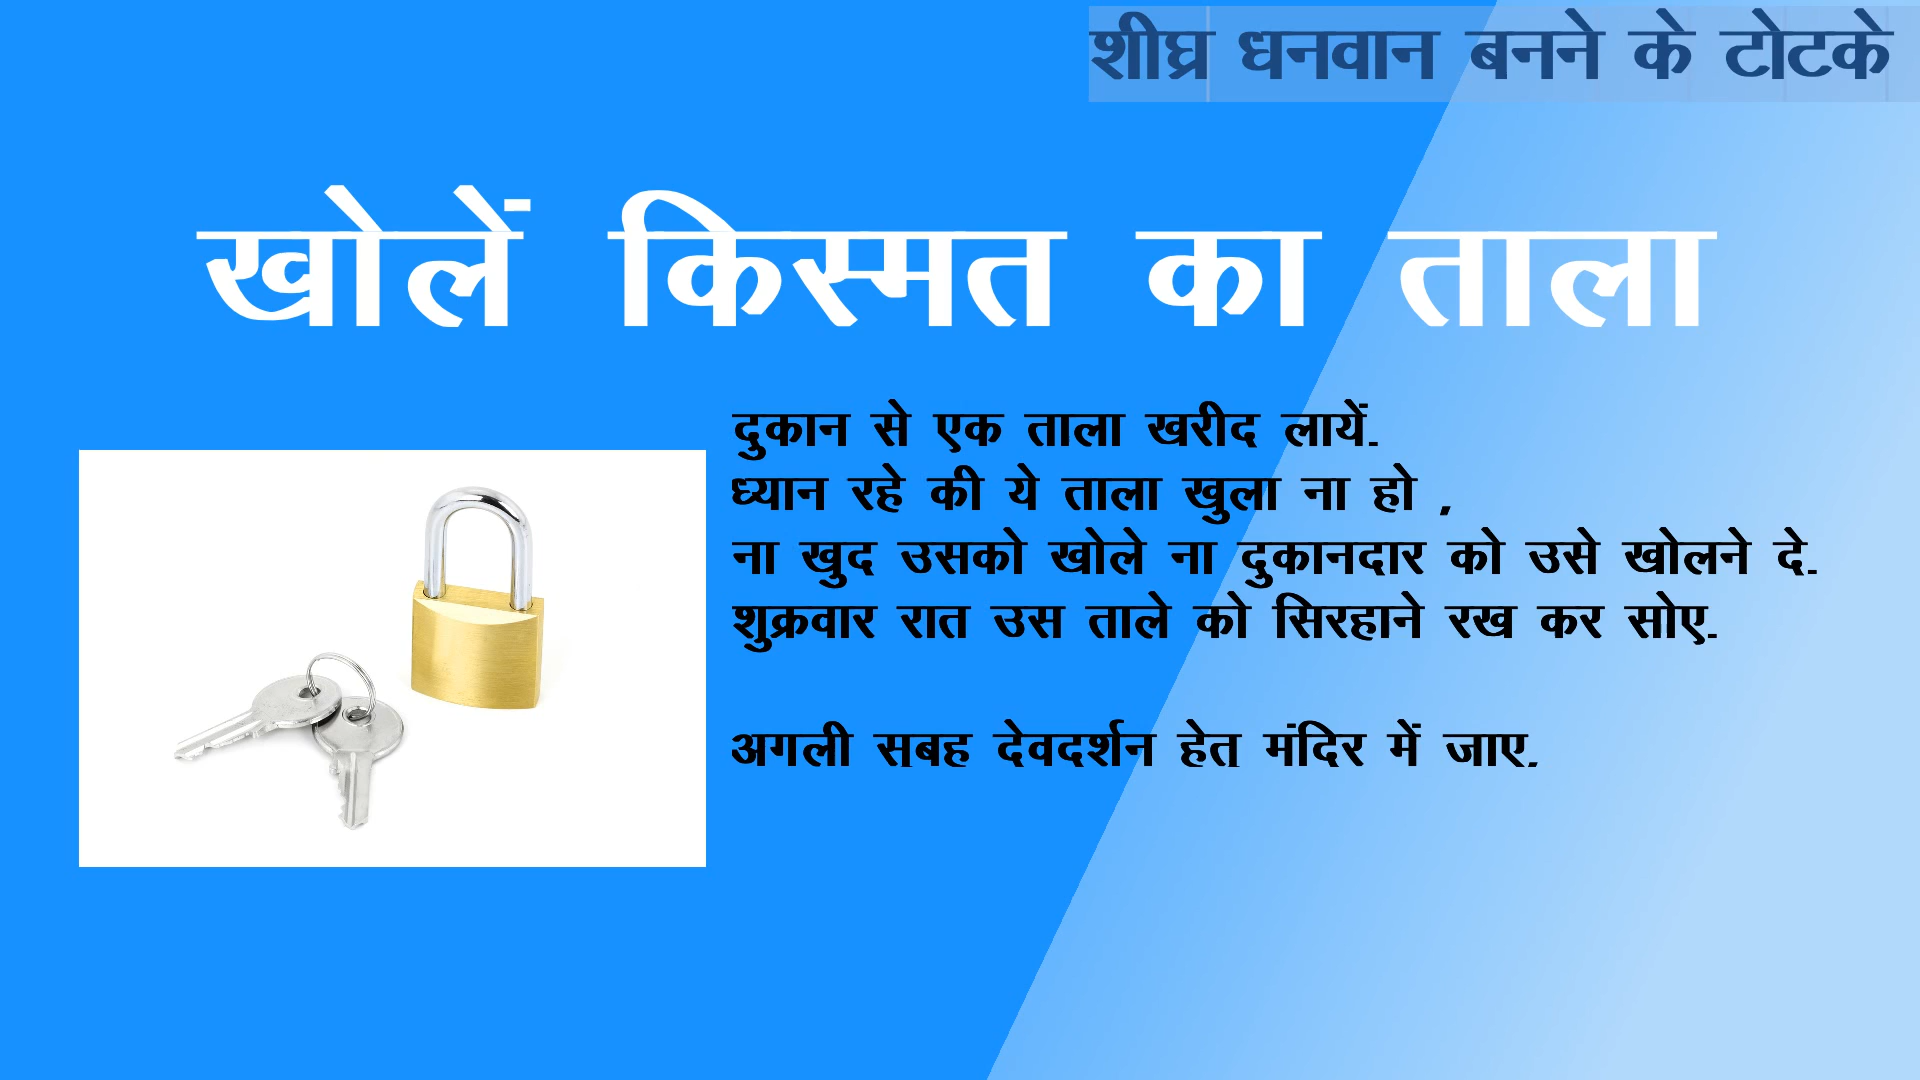 शीघ्र धनवान बनने के टोटके
खोलें किस्मत का ताला
दुकान से एक ताला खरीद लायें.
ध्यान रहे की ये ताला खुला ना हो ,
ना खुद उसको खोले ना दुकानदार को उसे खोलने दे.
शुक्रवार रात उस ताले को सिरहाने रख कर सोए.
अगली सुबह देवदर्शन हेतु मंदिर में जाए,